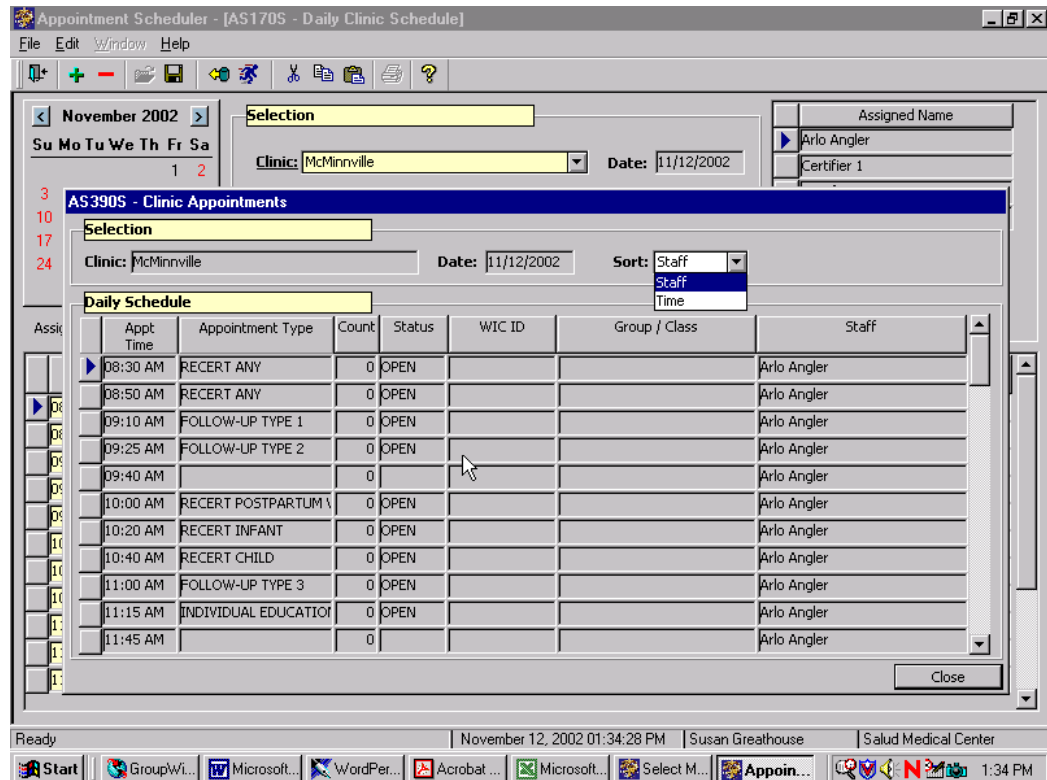 Appointment Scheduler - [AS170S - Daily Clinic Schedule]
File Edit Window Help
November 2002
Selection
Assigned Name
Su Mo Tu We Th Fr Sa
Clinic: McMinnville Date: 11/12/2002
Arlo Angler
1 2
Certifier 1
3
10
17
24
AS390S - Clinic Appointments
Selection
Clinic: McMinnville Date: 11/12/2002 Sort: Staff
Staff
Time
Daily Schedule
Appt Time Appointment Type Count Status WIC ID Group / Class Staff
08:30 AM RECERT ANY 0 OPEN Arlo Angler
08:50 AM RECERT ANY 0 OPEN Arlo Angler
09:10 AM FOLLOW-UP TYPE 1 0 OPEN Arlo Angler
09:25 AM FOLLOW-UP TYPE 2 0 OPEN Arlo Angler
09:40 AM 0 Arlo Angler
10:00 AM RECERT POSTPARTUM 0 OPEN Arlo Angler
10:20 AM RECERT INFANT 0 OPEN Arlo Angler
10:40 AM RECERT CHILD 0 OPEN Arlo Angler
11:00 AM FOLLOW-UP TYPE 3 0 OPEN Arlo Angler
11:15 AM INDIVIDUAL EDUCATIO 0 OPEN Arlo Angler
11:45 AM 0 Arlo Angler
Close
Ready November 12, 2002 01:34:28 PM Susan Greathouse Salud Medical Center
Start GroupWi... Microsoft... WordPer... Acrobat ... Microsoft... Select M... Appoin... 1:34 PM